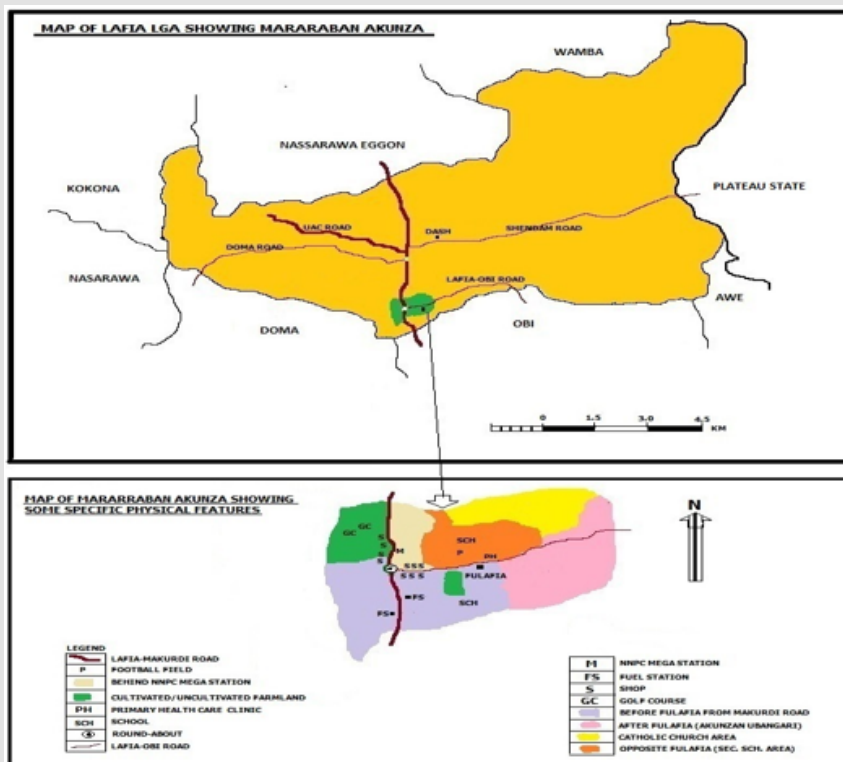 MAP OF LAFIA LGA SHOWING MARARABAN AKUNZA
WAMBA
NASSARAWA EGGON
KOKONA
PLATEAU STATE
UAC ROAD
DASH
SHENDAM ROAD
DOMA ROAD
NASARAWA
LAFIA-OBI ROAD
AWE
DOMA
OBI
0 1.5 3.0 4.5
KM
MAP OF MARARRABAN AKUNZA SHOWING
SOME SPECIFIC PHYSICAL FEATURES
N
GC
GC
S
S
M
S
S
SCH
P
PH
S S S
S S S
FULAFIA
FS
SCH
FS
LEGEND
LAFIA-MAKURDI ROAD
P FOOTBALL FIELD
BEHIND NNPC MEGA STATION
CULTIVATED/UNCULTIVATED FARMLAND
PH PRIMARY HEALTH CARE CLINIC
SCH SCHOOL
ROUND-ABOUT
LAFIA-OBI ROAD
M NNPC MEGA STATION
FS FUEL STATION
S SHOP
GC GOLF COURSE
BEFORE FULAFIA FROM MAKURDI ROAD
AFTER FULAFIA (AKUNZAN UBANGARI)
CATHOLIC CHURCH AREA
OPPOSITE FULAFIA (SEC. SCH. AREA)